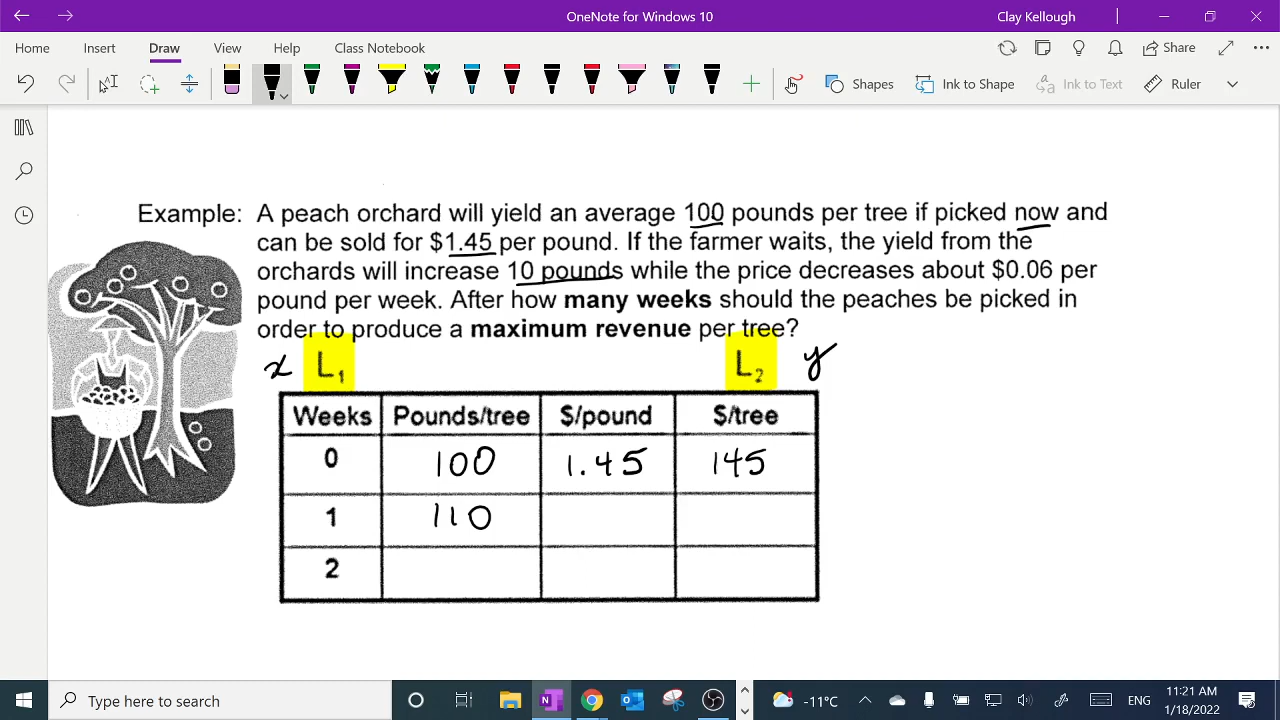 OneNote for Windows 10
Clay Kellough
Home Insert Draw View Help Class Notebook
Share
Shapes Ink to Shape Ink to Text Ruler
Example: A peach orchard will yield an average 100 pounds per tree if picked now and
can be sold for $1.45 per pound. If the farmer waits, the yield from the
orchards will increase 10 pounds while the price decreases about $0.06 per
pound per week. After how many weeks should the peaches be picked in
order to produce a maximum revenue per tree?
x L₁ L₂ y
Weeks Pounds/tree $/pound $/tree
0 100 1.45 145
1 110
2
Type here to search
-11°C
ENG
11:21 AM
1/18/2022